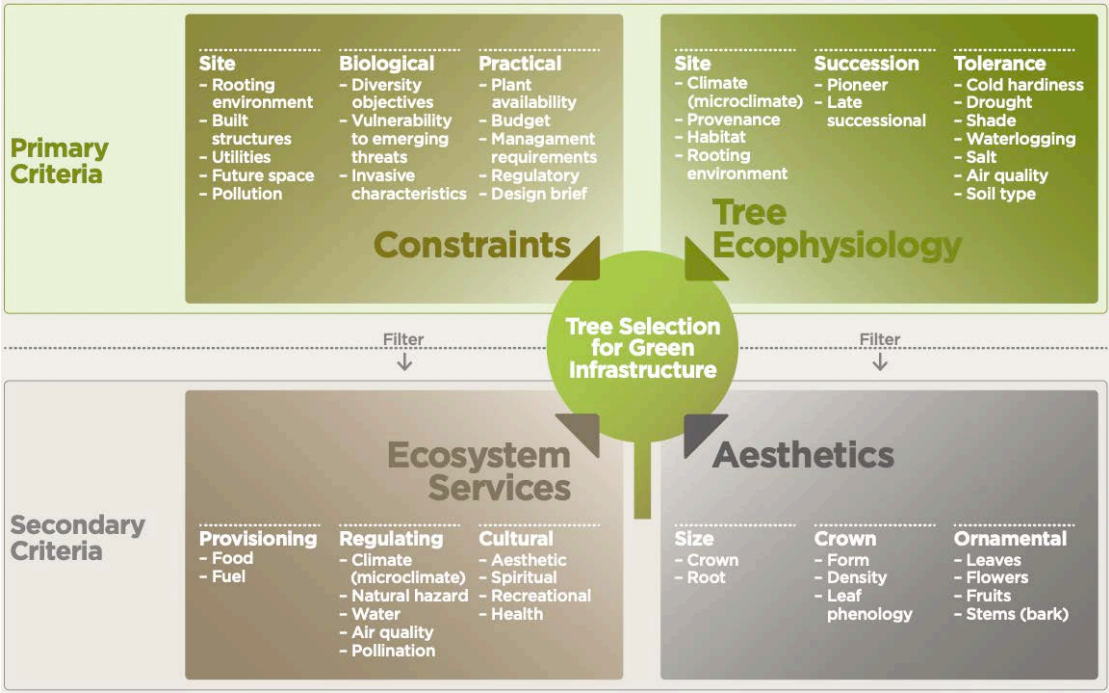 Primary
Criteria
Site
– Rooting
environment
– Built
structures
– Utilities
– Future space
– Pollution
Biological
– Diversity
objectives
– Vulnerability
to emerging
threats
– Invasive
characteristics
Practical
– Plant
availability
– Budget
– Managament
requirements
– Regulatory
– Design brief
Constraints
Site
– Climate
(microclimate)
– Provenance
– Habitat
– Rooting
environment
Succession
– Pioneer
– Late
successional
Tolerance
– Cold hardiness
– Drought
– Shade
– Waterlogging
– Salt
– Air quality
– Soil type
Tree
Ecophysiology
Filter
Tree Selection
for Green
Infrastructure
Filter
Secondary
Criteria
Ecosystem
Services
Provisioning
– Food
– Fuel
Regulating
– Climate
(microclimate)
– Natural hazard
– Water
– Air quality
– Pollination
Cultural
– Aesthetic
– Spiritual
– Recreational
– Health
Aesthetics
Size
– Crown
– Root
Crown
– Form
– Density
– Leaf
phenology
Ornamental
– Leaves
– Flowers
– Fruits
– Stems (bark)